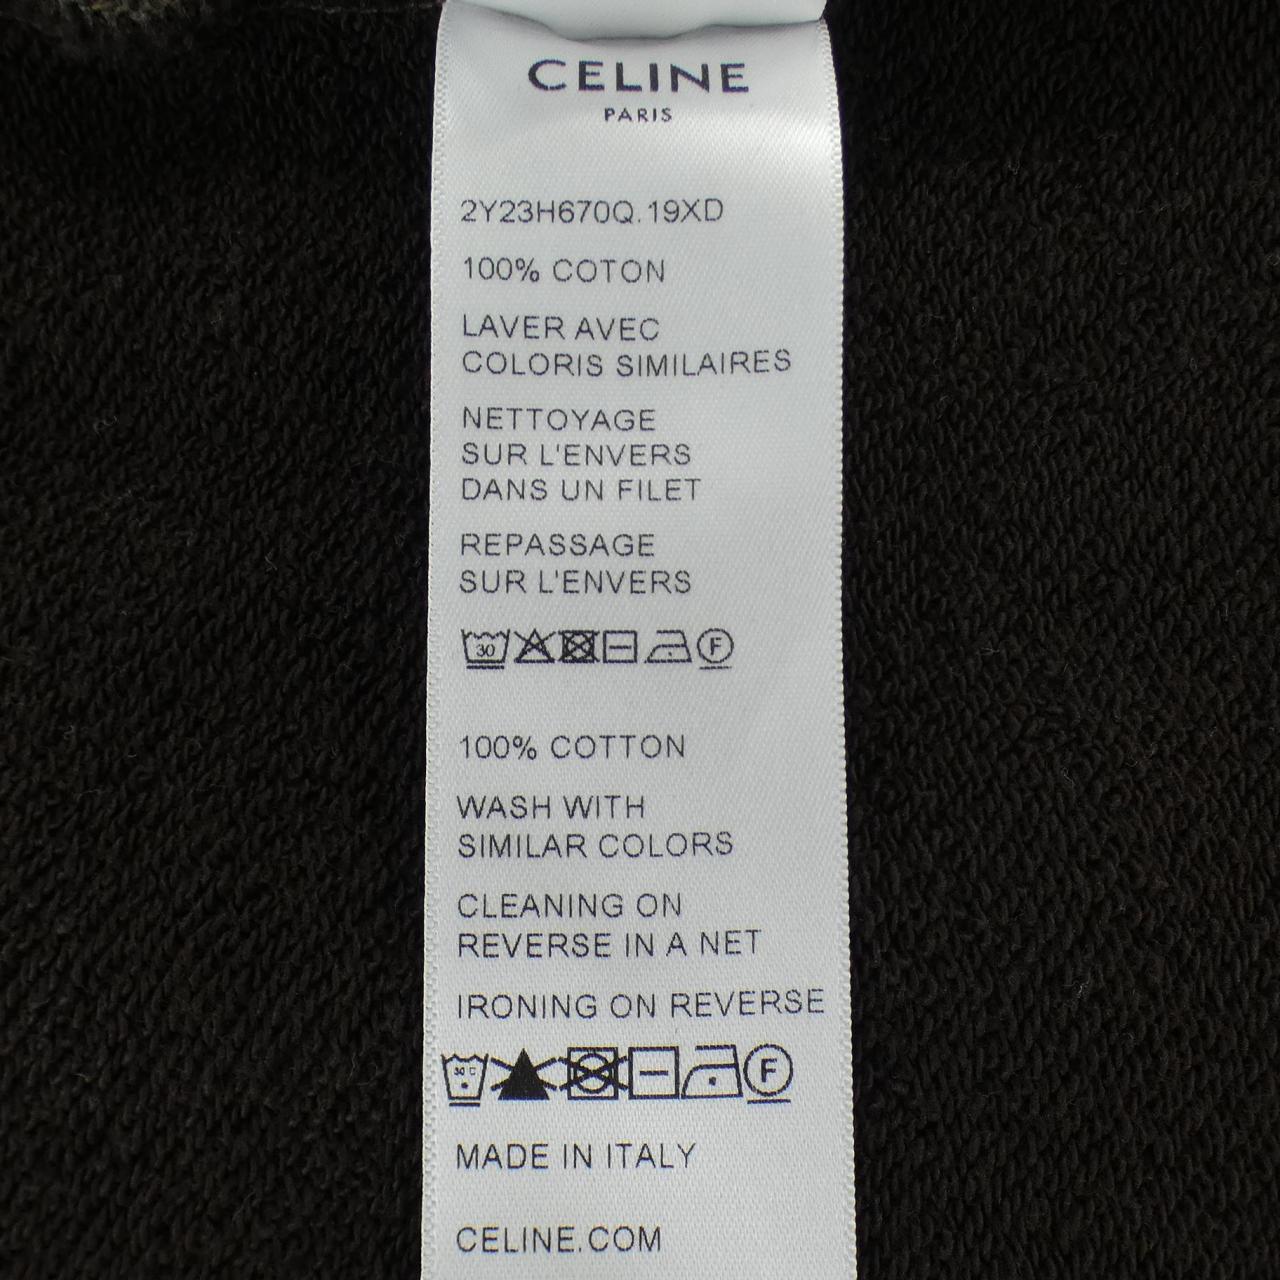 CELINE
PARIS
2Y23H670Q.19XD
100% COTON
LAVER AVEC
COLORIS SIMILAIRES
NETTOYAGE
SUR L'ENVERS
DANS UN FILET
REPASSAGE
SUR L'ENVERS
30 F
100% COTTON
WASH WITH
SIMILAR COLORS
CLEANING ON
REVERSE IN A NET
IRONING ON REVERSE
30°C F
MADE IN ITALY
CELINE.COM